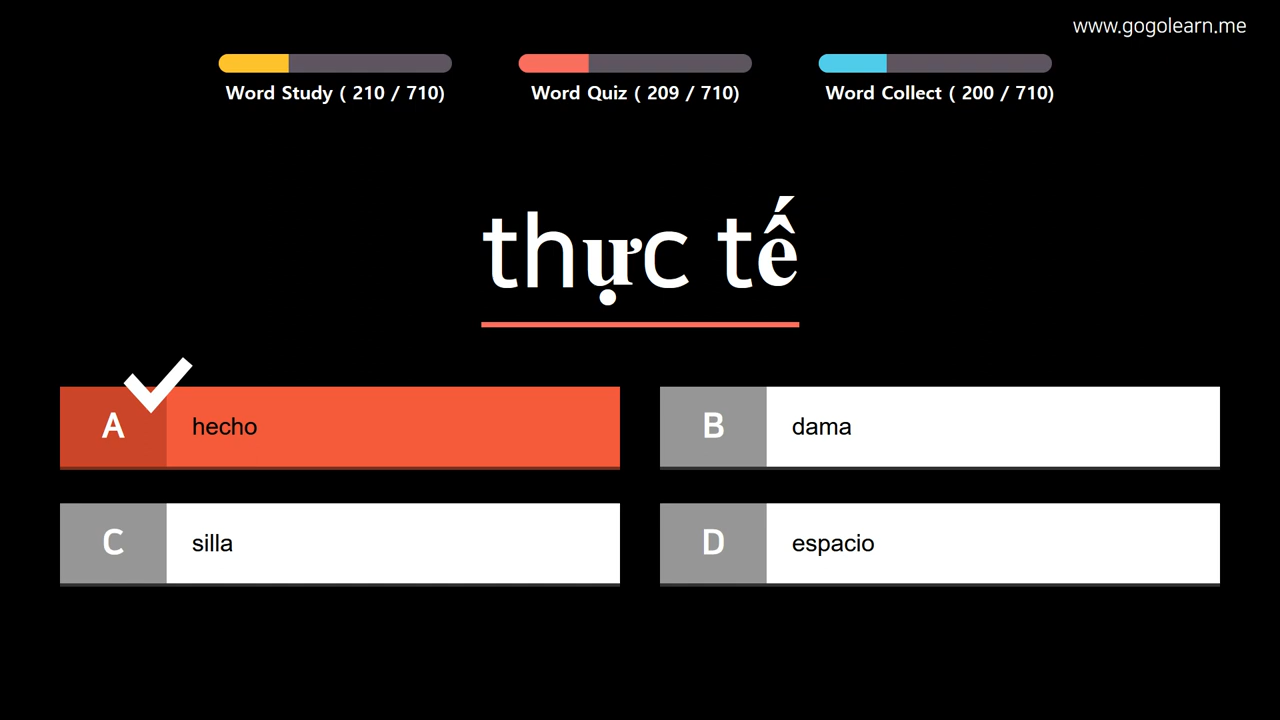 www.gogolearn.me
Word Study ( 210 / 710)
Word Quiz ( 209 / 710)
Word Collect ( 200 / 710)
thực tế
A hecho
B dama
C silla
D espacio